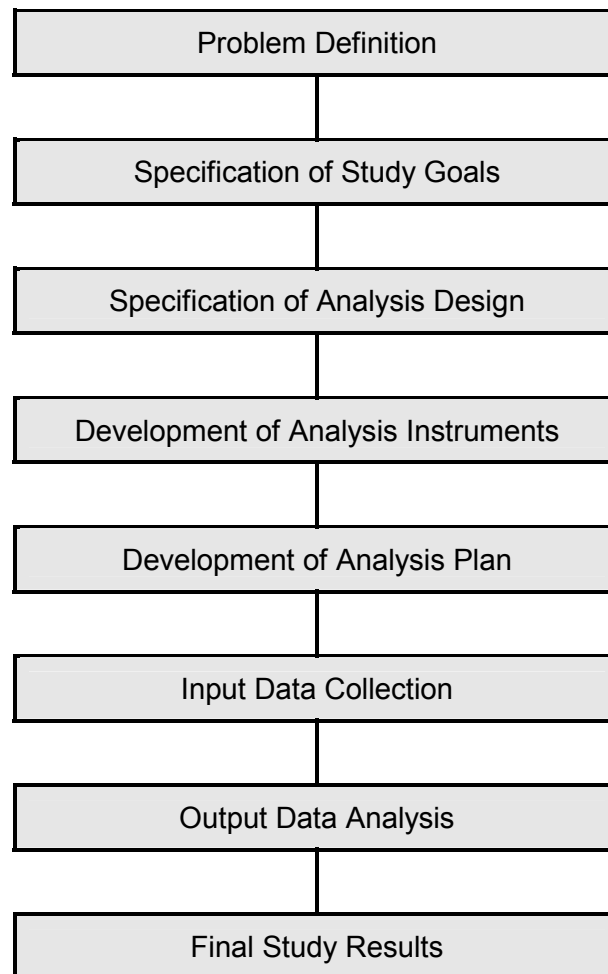 Problem Definition
Specification of Study Goals
Specification of Analysis Design
Development of Analysis Instruments
Development of Analysis Plan
Input Data Collection
Output Data Analysis
Final Study Results